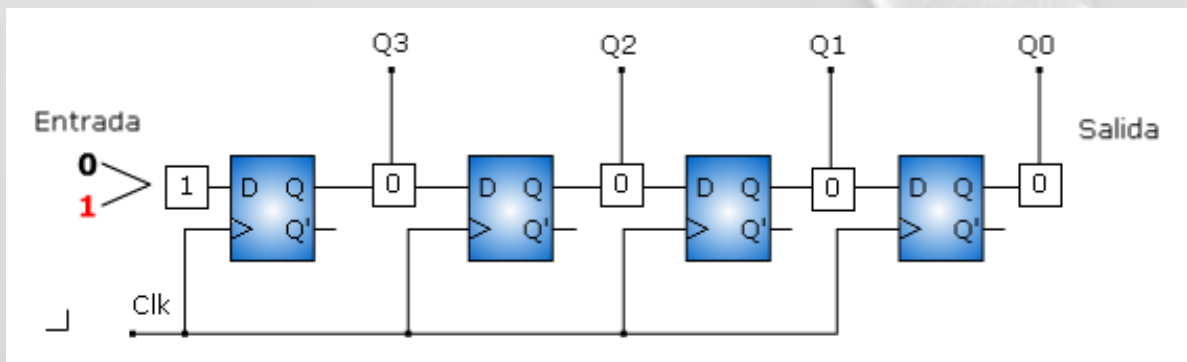 Q3 Q2 Q1 Q0
Entrada
Salida
0
1
1 D Q 0 D Q 0 D Q 0 D Q 0
Q' Q' Q' Q'
Clk